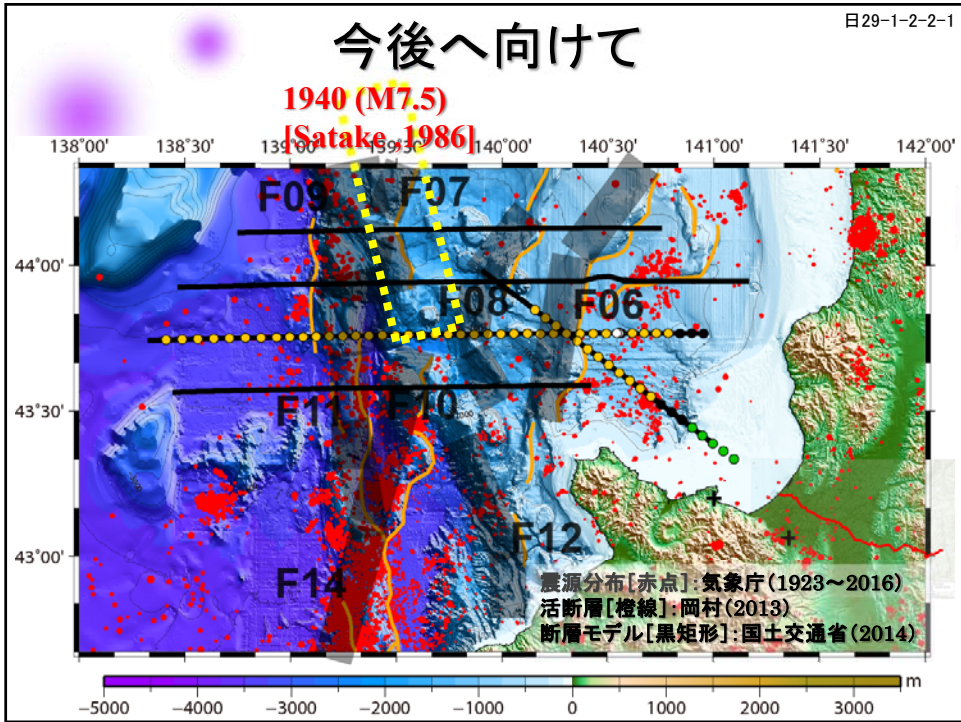 日29-1-2-2-1
今後へ向けて
1940 (M7.5)
[Satake, 1986]
138°00' 138°30' 139°00' 139°30' 140°00' 140°30' 141°00' 141°30' 142°00'
F09 F07
44°00'
F08 F06
43°30'
F11 F10
F12
43°00'
F14
震源分布[赤点]：気象庁(1923～2016)
活断層[橙線]：岡村(2013)
断層モデル[黒矩形]：国土交通省(2014)
−5000 −4000 −3000 −2000 −1000 0 1000 2000 3000 m